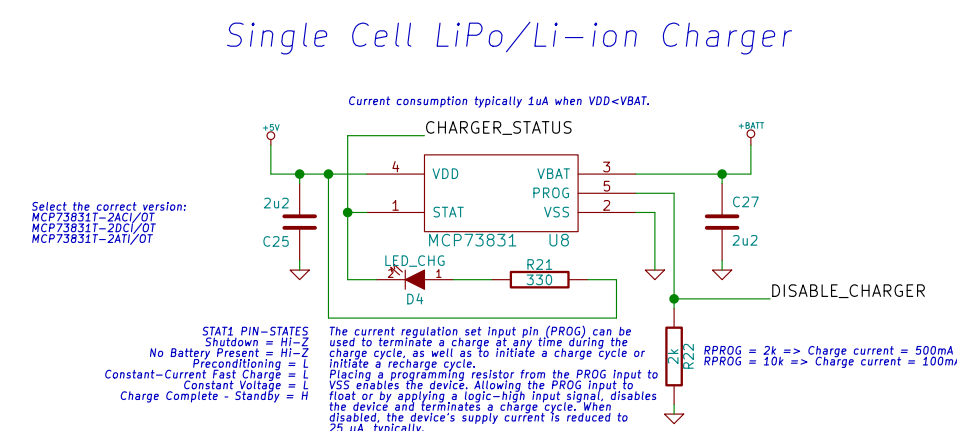 Single Cell LiPo/Li-ion Charger
Current consumption typically 1uA when VDD<VBAT.
+5V
CHARGER_STATUS
+BATT
4
VDD
VBAT
3
PROG
5
1
STAT
VSS
2
MCP73831
U8
2u2
C25
C27
2u2
Select the correct version:
MCP73831T-2ACI/OT
MCP73831T-2DCI/OT
MCP73831T-2ATI/OT
LED_CHG
2
1
D4
R21
330
DISABLE_CHARGER
2k
R22
RPROG = 2k => Charge current = 500mA
RPROG = 10k => Charge current = 100mA
STAT1 PIN-STATES
Shutdown = Hi-Z
No Battery Present = Hi-Z
Preconditioning = L
Constant-Current Fast Charge = L
Constant Voltage = L
Charge Complete - Standby = H
The current regulation set input pin (PROG) can be
used to terminate a charge at any time during the
charge cycle, as well as to initiate a charge cycle or
initiate a recharge cycle.
Placing a programming resistor from the PROG input to
VSS enables the device. Allowing the PROG input to
float or by applying a logic-high input signal, disables
the device and terminates a charge cycle. When
disabled, the device's supply current is reduced to
25 uA, typically.